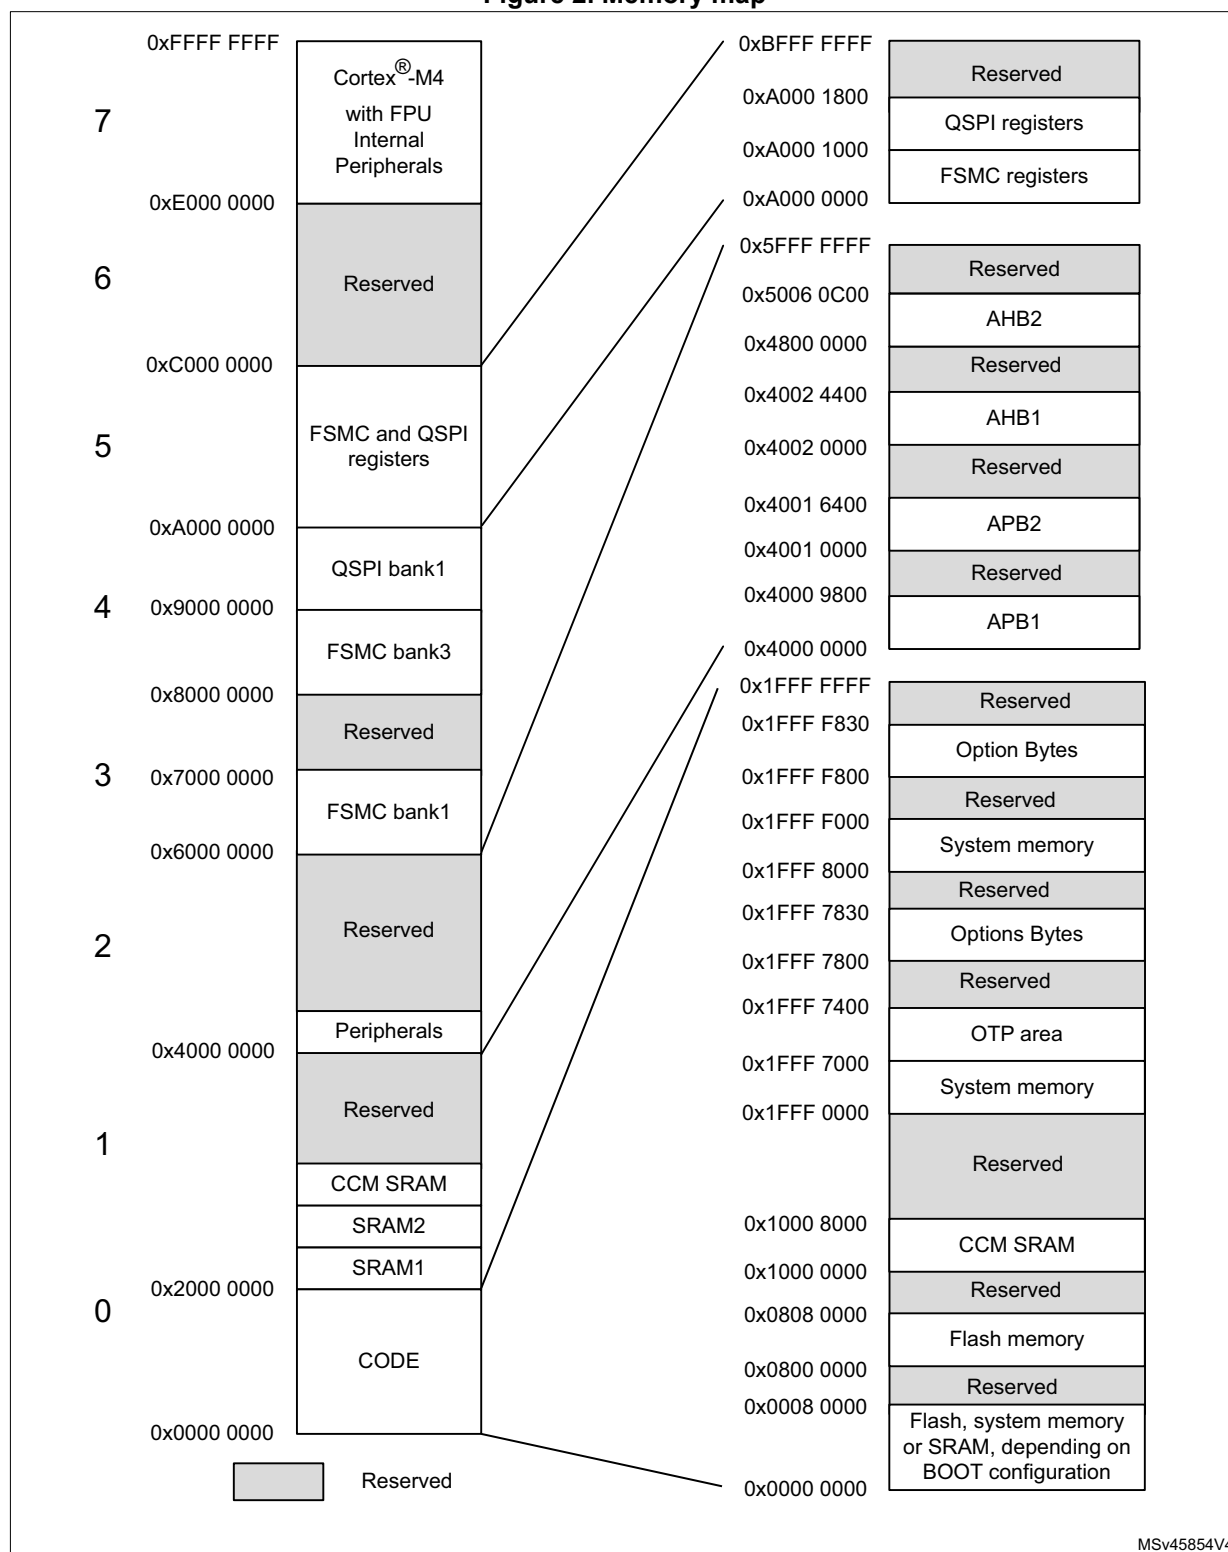 Figure 2. Memory map
0xFFFF FFFF
Cortex®-M4
with FPU
Internal
Peripherals
7
0xE000 0000
6
Reserved
0xC000 0000
5
FSMC and QSPI
registers
0xA000 0000
QSPI bank1
4
0x9000 0000
FSMC bank3
0x8000 0000
Reserved
3
0x7000 0000
FSMC bank1
0x6000 0000
2
Reserved
Peripherals
0x4000 0000
Reserved
1
CCM SRAM
SRAM2
SRAM1
0x2000 0000
0
CODE
0x0000 0000
Reserved
0xBFFF FFFF
Reserved
0xA000 1800
QSPI registers
0xA000 1000
FSMC registers
0xA000 0000
0x5FFF FFFF
Reserved
0x5006 0C00
AHB2
0x4800 0000
Reserved
0x4002 4400
AHB1
0x4002 0000
Reserved
0x4001 6400
APB2
0x4001 0000
Reserved
0x4000 9800
APB1
0x4000 0000
0x1FFF FFFF
Reserved
0x1FFF F830
Option Bytes
0x1FFF F800
Reserved
0x1FFF F000
System memory
0x1FFF 8000
Reserved
0x1FFF 7830
Options Bytes
0x1FFF 7800
Reserved
0x1FFF 7400
OTP area
0x1FFF 7000
System memory
0x1FFF 0000
Reserved
0x1000 8000
CCM SRAM
0x1000 0000
Reserved
0x0808 0000
Flash memory
0x0800 0000
Reserved
0x0008 0000
Flash, system memory
or SRAM, depending on
BOOT configuration
0x0000 0000
MSv45854V4